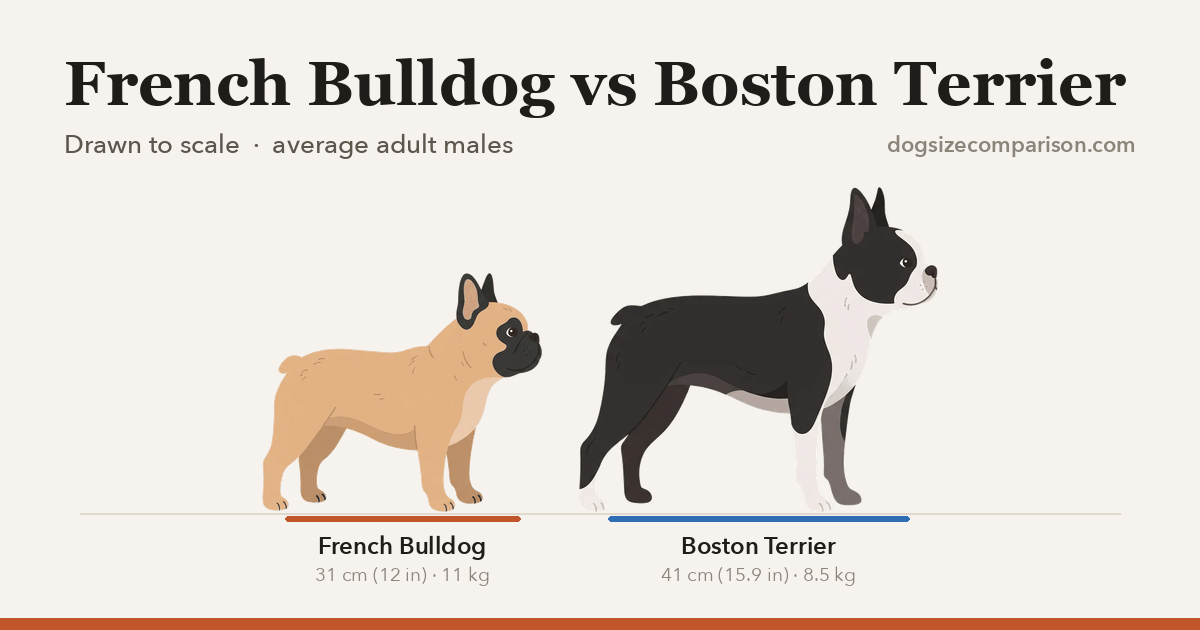 French Bulldog vs Boston Terrier
Drawn to scale · average adult males
dogsizecomparison.com
French Bulldog
31 cm (12 in) · 11 kg
Boston Terrier
41 cm (15.9 in) · 8.5 kg